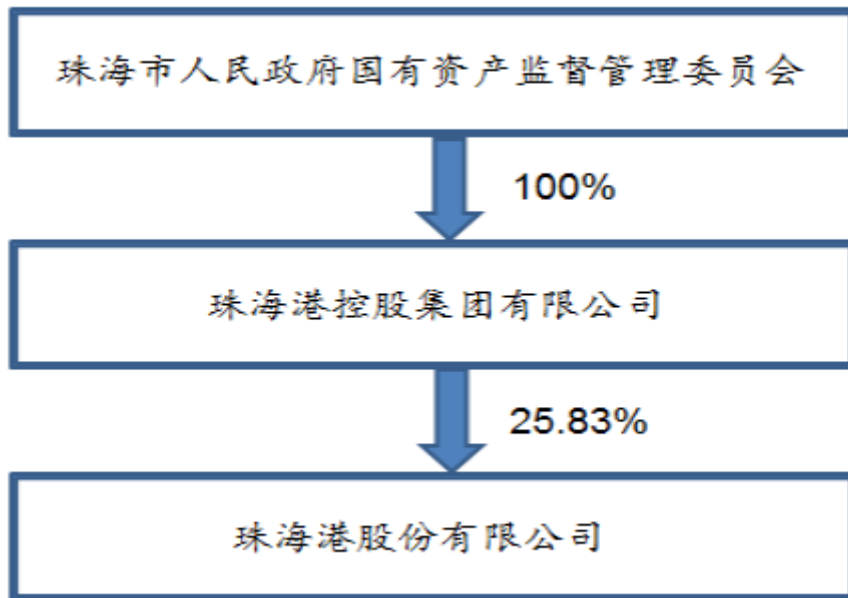 珠海市人民政府国有资产监督管理委员会
100%
珠海港控股集团有限公司
25.83%
珠海港股份有限公司